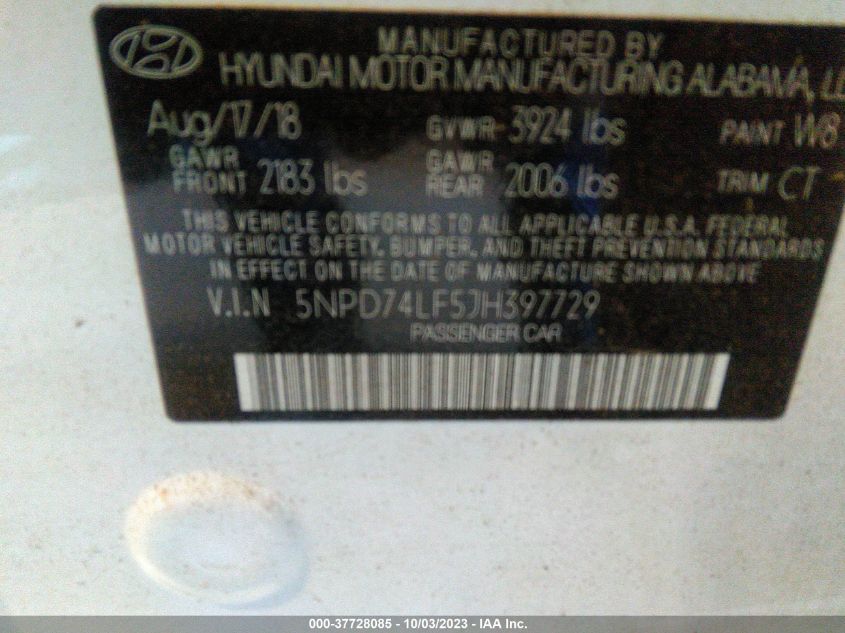 MANUFACTURED BY
HYUNDAI MOTOR MANUFACTURING ALABAMA, LL
Aug/17/18 GVWR 3924 lbs PAINT W8
GAWR FRONT 2183 lbs GAWR REAR 2006 lbs TRIM CT
THIS VEHICLE CONFORMS TO ALL APPLICABLE U.S.A. FEDERAL
MOTOR VEHICLE SAFETY, BUMPER, AND THEFT PREVENTION STANDARDS
IN EFFECT ON THE DATE OF MANUFACTURE SHOWN ABOVE.
V.I.N 5NPD74LF5JH397729
PASSENGER CAR
000-37728085 - 10/03/2023 - IAA Inc.